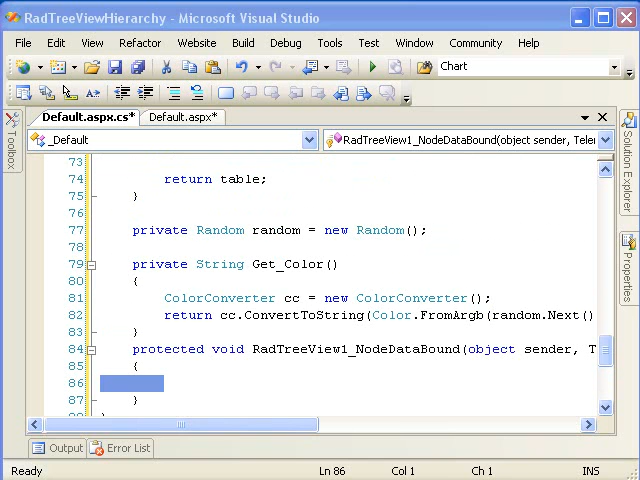 RadTreeViewHierarchy - Microsoft Visual Studio
File Edit View Refactor Website Build Debug Tools Test Window Community Help
Chart
Default.aspx.cs* Default.aspx*
_Default RadTreeView1_NodeDataBound(object sender, Teler
Toolbox
Solution Explorer
Properties
73
74 return table;
75 }
76
77 private Random random = new Random();
78
79 private String Get_Color()
80 {
81 ColorConverter cc = new ColorConverter();
82 return cc.ConvertToString(Color.FromArgb(random.Next()
83 }
84 protected void RadTreeView1_NodeDataBound(object sender, T
85 {
86
87 }
88 }
Output Error List
Ready Ln 86 Col 1 Ch 1 INS